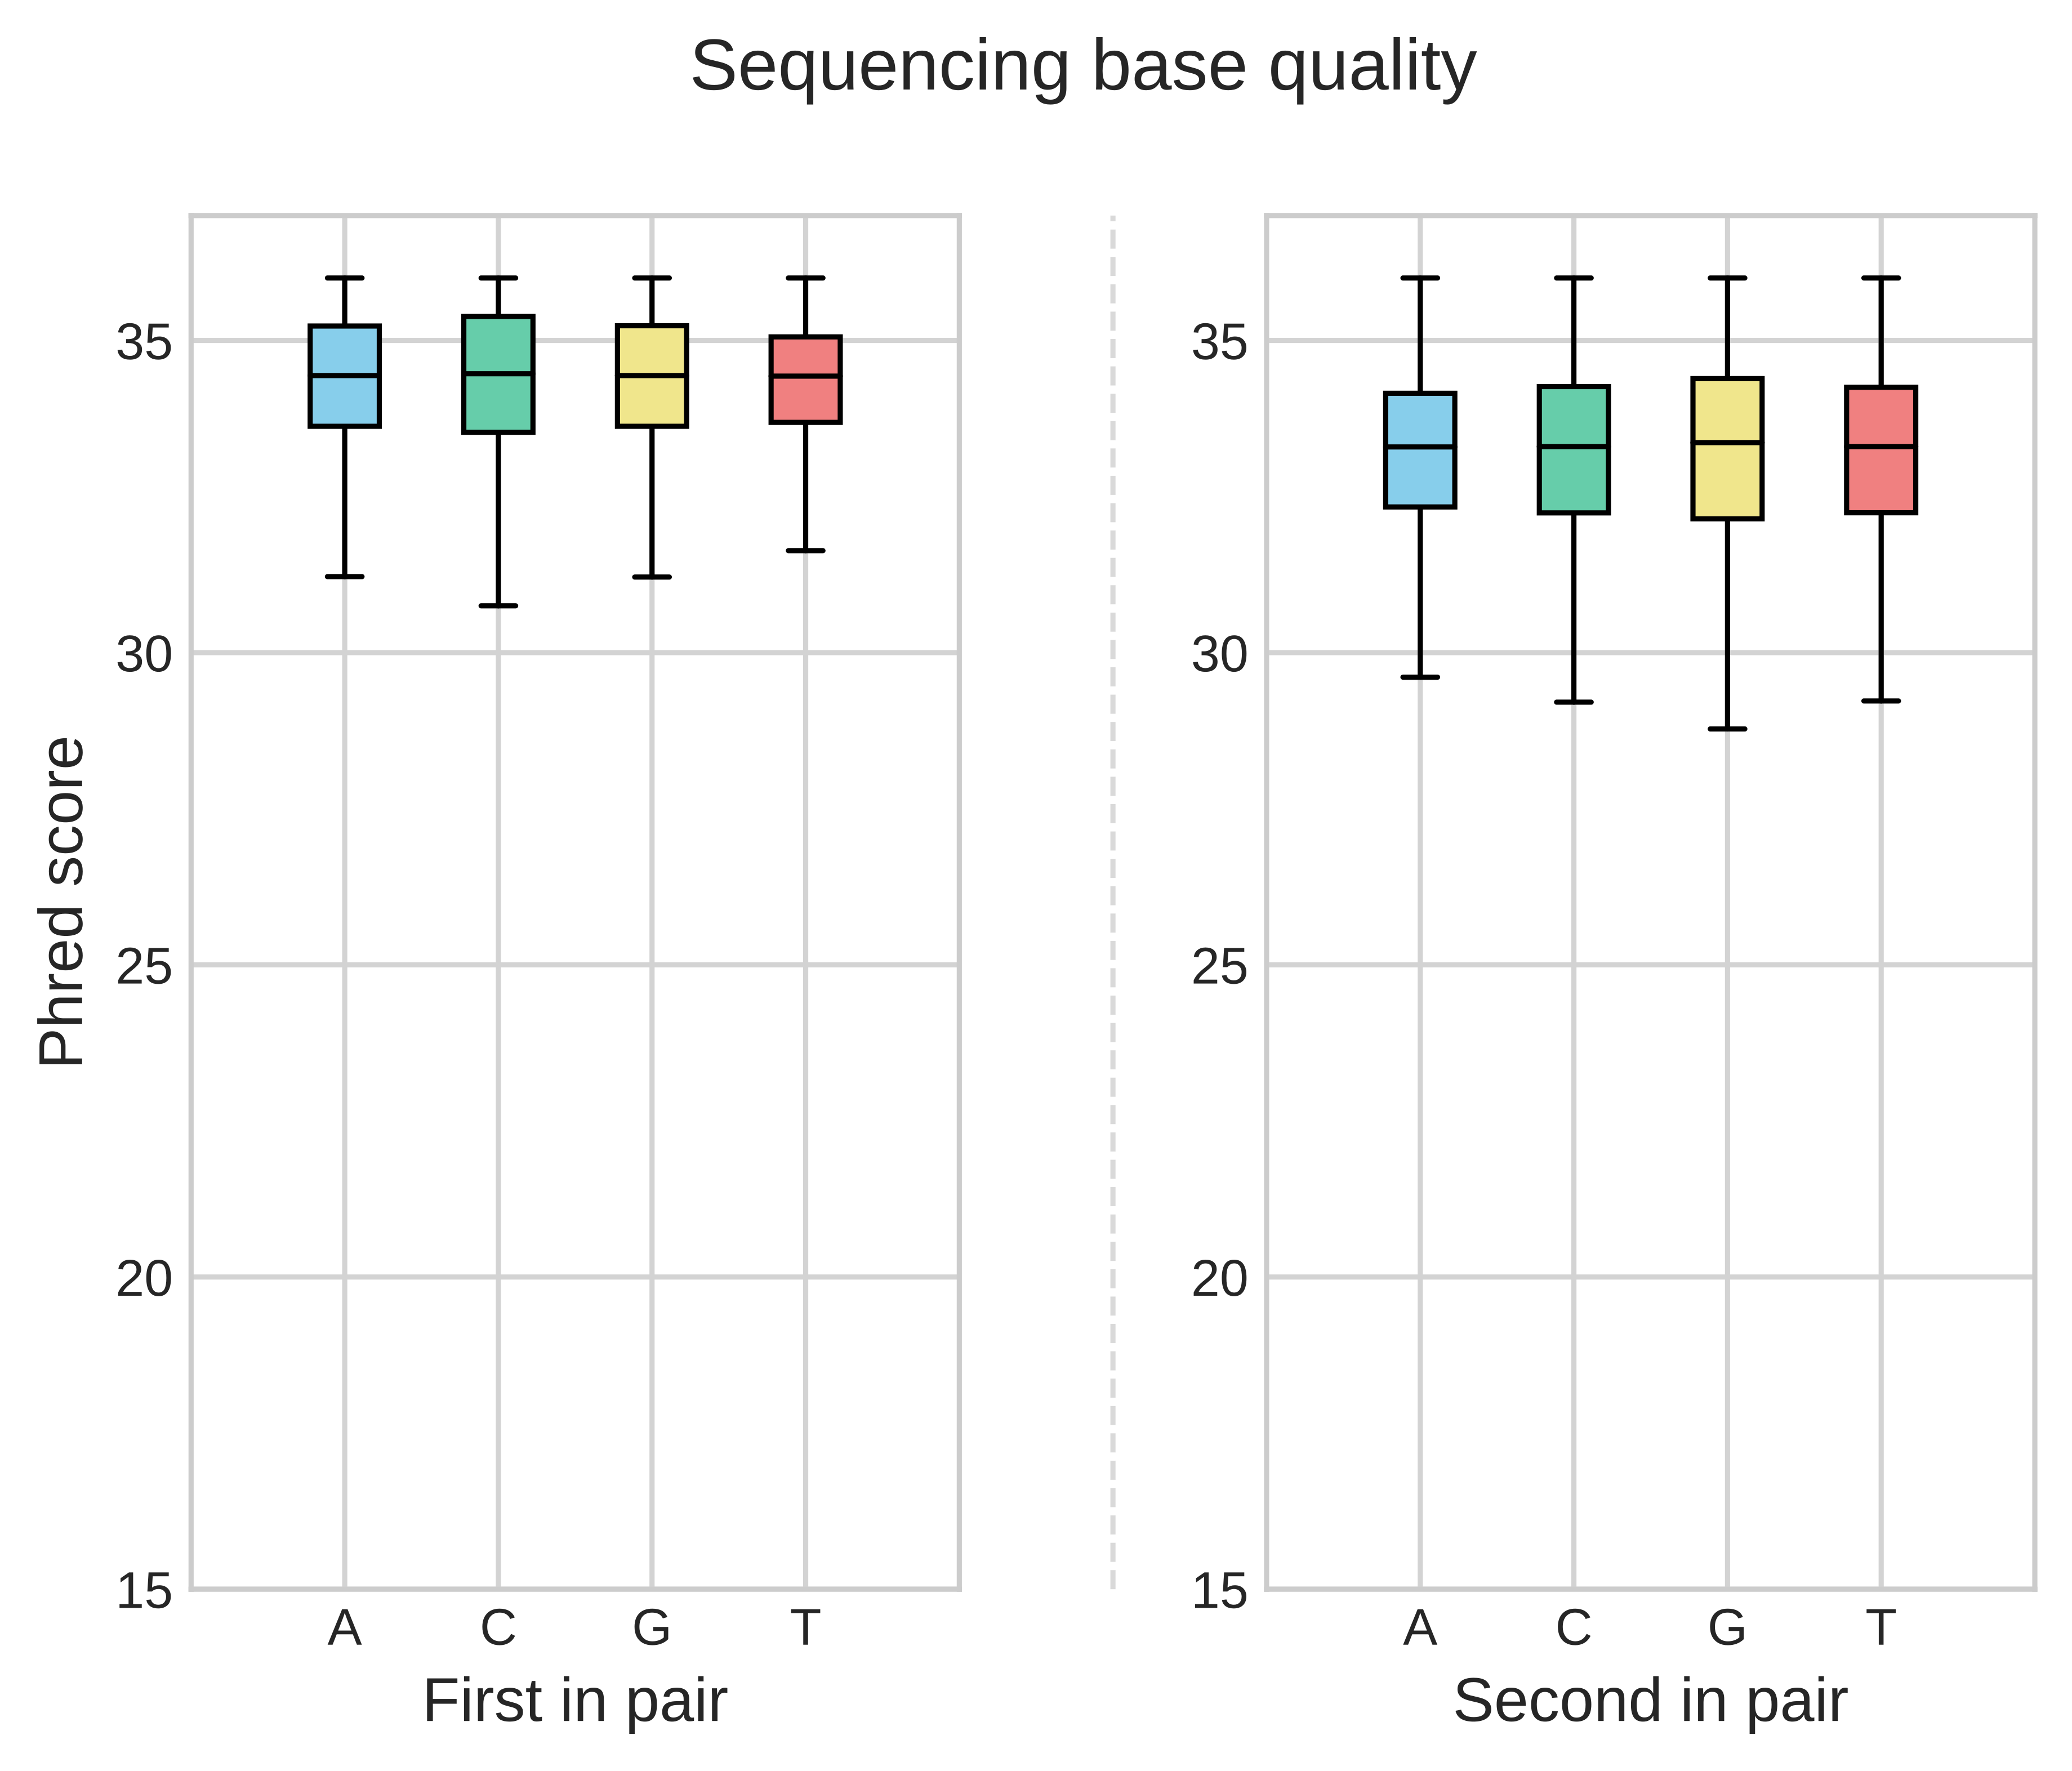 Sequencing base quality
Phred score
35
30
25
20
15
A C G T
First in pair
35
30
25
20
15
A C G T
Second in pair